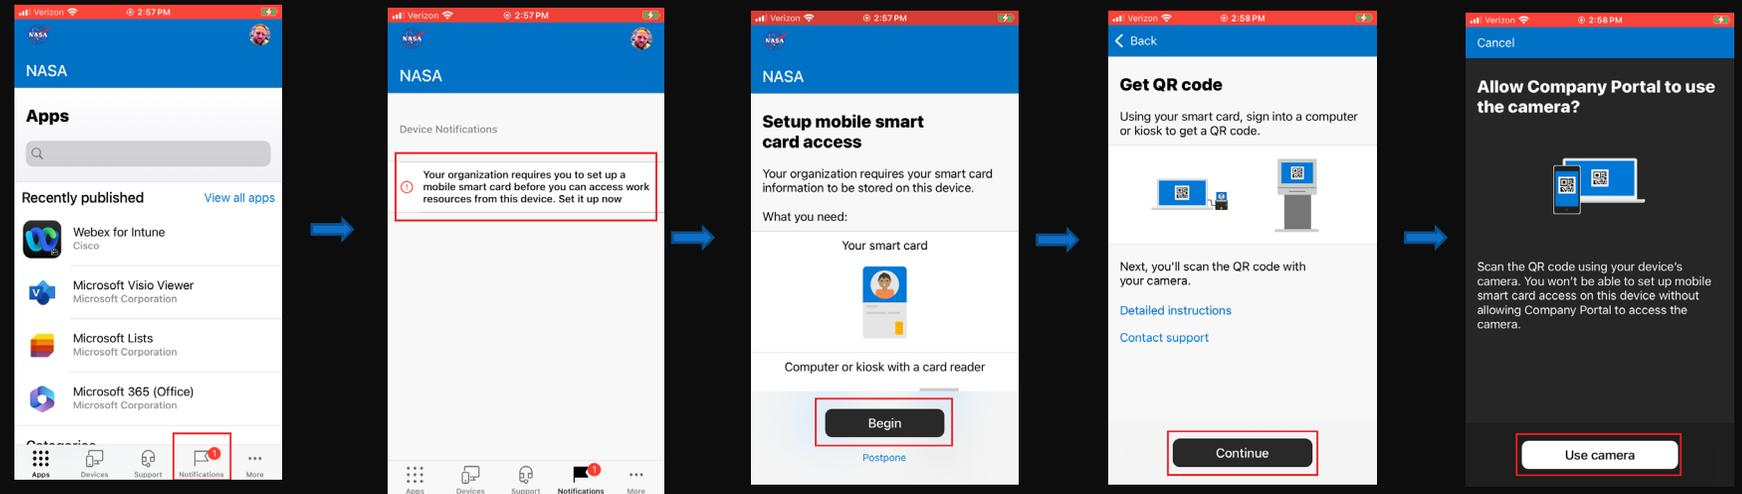 Verizon 2:57 PM
NASA
NASA
Apps
Recently published View all apps
Webex for Intune
Cisco
Microsoft Visio Viewer
Microsoft Corporation
Microsoft Lists
Microsoft Corporation
Microsoft 365 (Office)
Microsoft Corporation
Categories
1
Apps Devices Support Notifications More
Verizon 2:57 PM
NASA
NASA
Device Notifications
Your organization requires you to set up a
mobile smart card before you can access work
resources from this device. Set it up now
1
Apps Devices Support Notifications More
Verizon 2:57 PM
NASA
NASA
Setup mobile smart
card access
Your organization requires your smart card
information to be stored on this device.
What you need:
Your smart card
Computer or kiosk with a card reader
Begin
Postpone
Verizon 2:58 PM
Back
Get QR code
Using your smart card, sign into a computer
or kiosk to get a QR code.
Next, you'll scan the QR code with
your camera.
Detailed instructions
Contact support
Continue
Verizon 2:58 PM
Cancel
Allow Company Portal to use
the camera?
Scan the QR code using your device's
camera. You won't be able to set up mobile
smart card access on this device without
allowing Company Portal to access the
camera.
Use camera